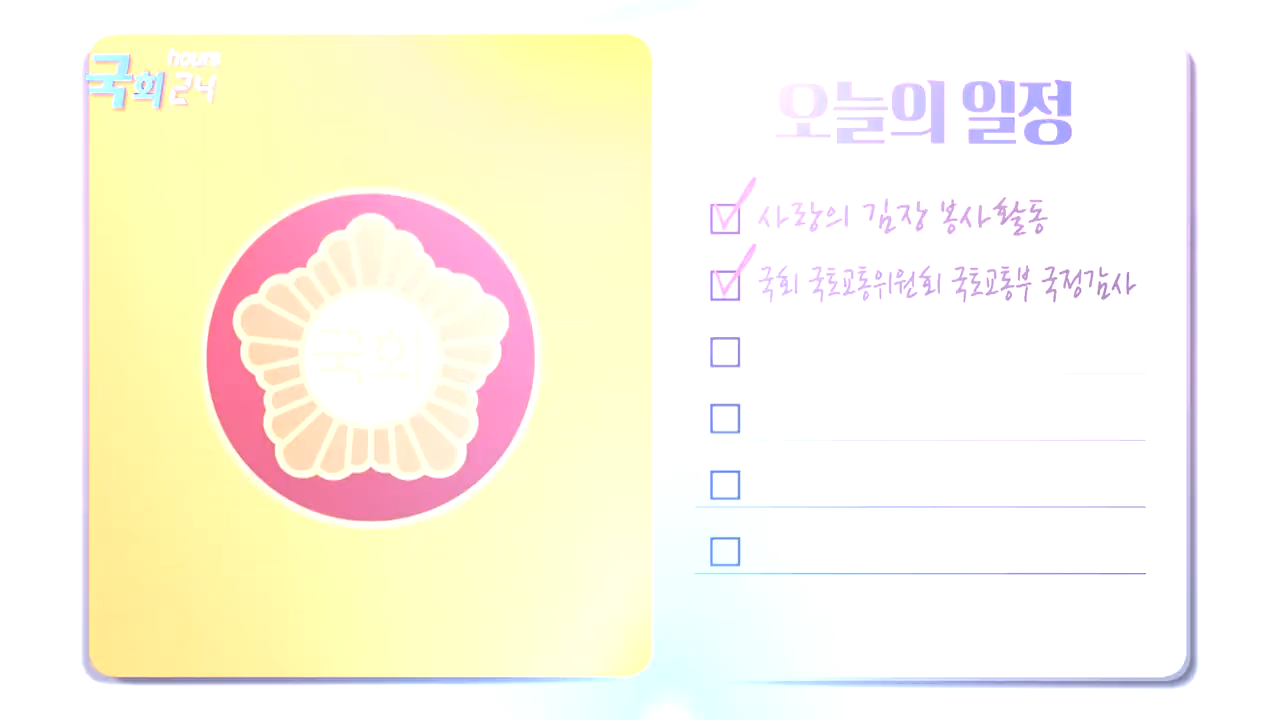 국회 24 hours
국회
오늘의 일정
사랑의 김장 봉사활동
국회 국토교통위원회 국토교통부 국정감사